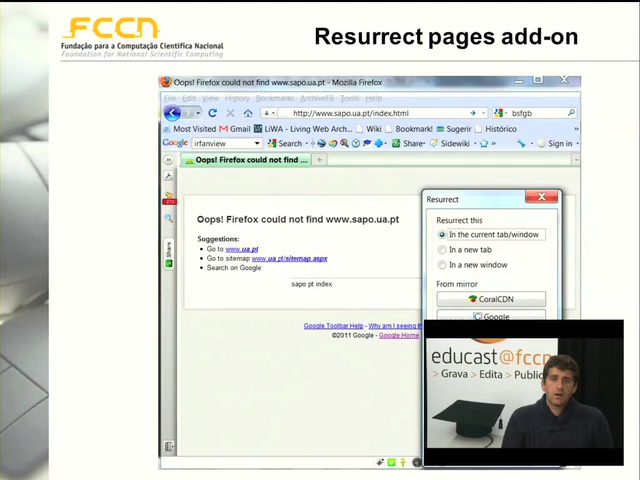 FCCN
Fundação para a Computação Científica Nacional
Foundation for National Scientific Computing
Resurrect pages add-on
Oops! Firefox could not find www.sapo.ua.pt - Mozilla Firefox
File Edit View History Bookmarks ArchiveFB Tools Help
http://www.sapo.ua.pt/index.html
bsfgb
Most Visited Gmail LiWA - Living Web Arch... Wiki Bookmarkl Sugerir Histórico
Google irfanview Search Share Sidewiki Sign in
Oops! Firefox could not find ...
Share
Oops! Firefox could not find www.sapo.ua.pt
Suggestions:
Go to www.ua.pt
Go to sitemap www.ua.pt/sitemap.aspx
Search on Google:
sapo pt index
Google Toolbar Help - Why am I seeing th
©2011 Google - Google Home
Resurrect
Resurrect this
In the current tab/window
In a new tab
In a new window
From mirror
CoralCDN
Google
educast@fccn
> Grava > Edita > Public